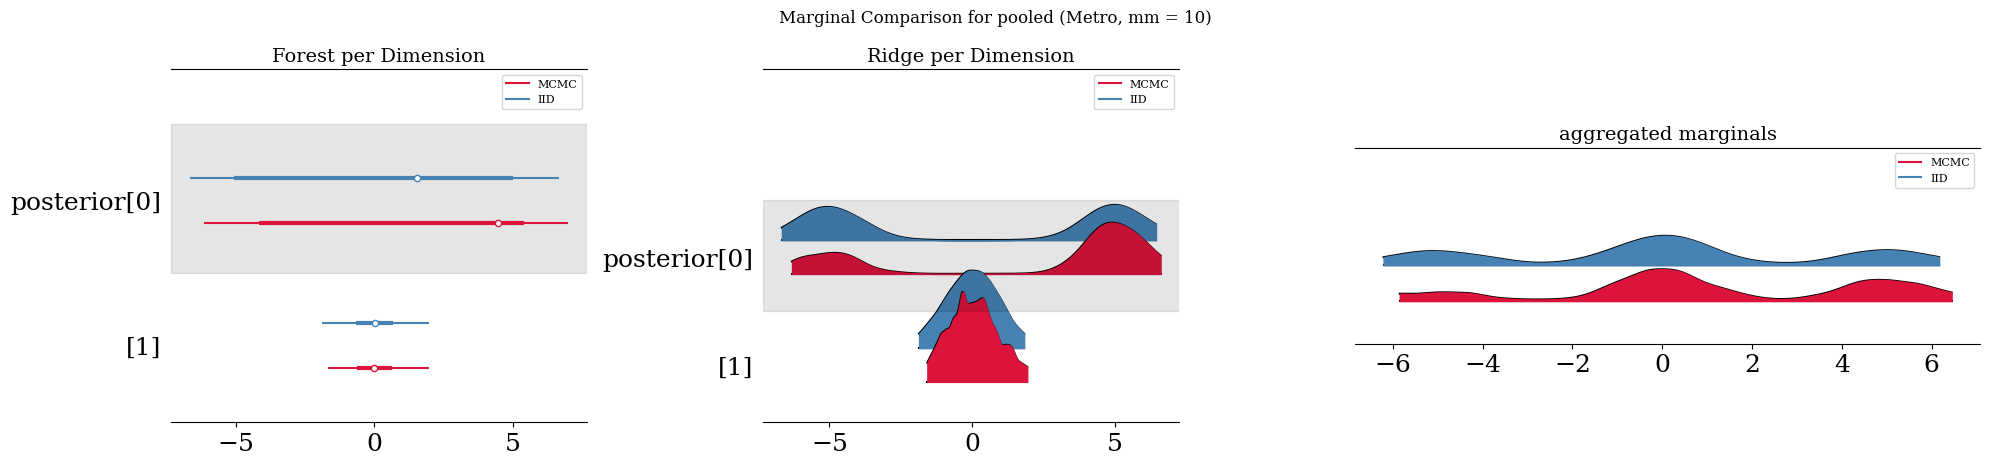 Marginal Comparison for pooled (Metro, mm = 10)
Forest per Dimension
MCMC
IID
posterior[0]
[1]
−5 0 5
Ridge per Dimension
MCMC
IID
posterior[0]
[1]
−5 0 5
aggregated marginals
MCMC
IID
−6 −4 −2 0 2 4 6